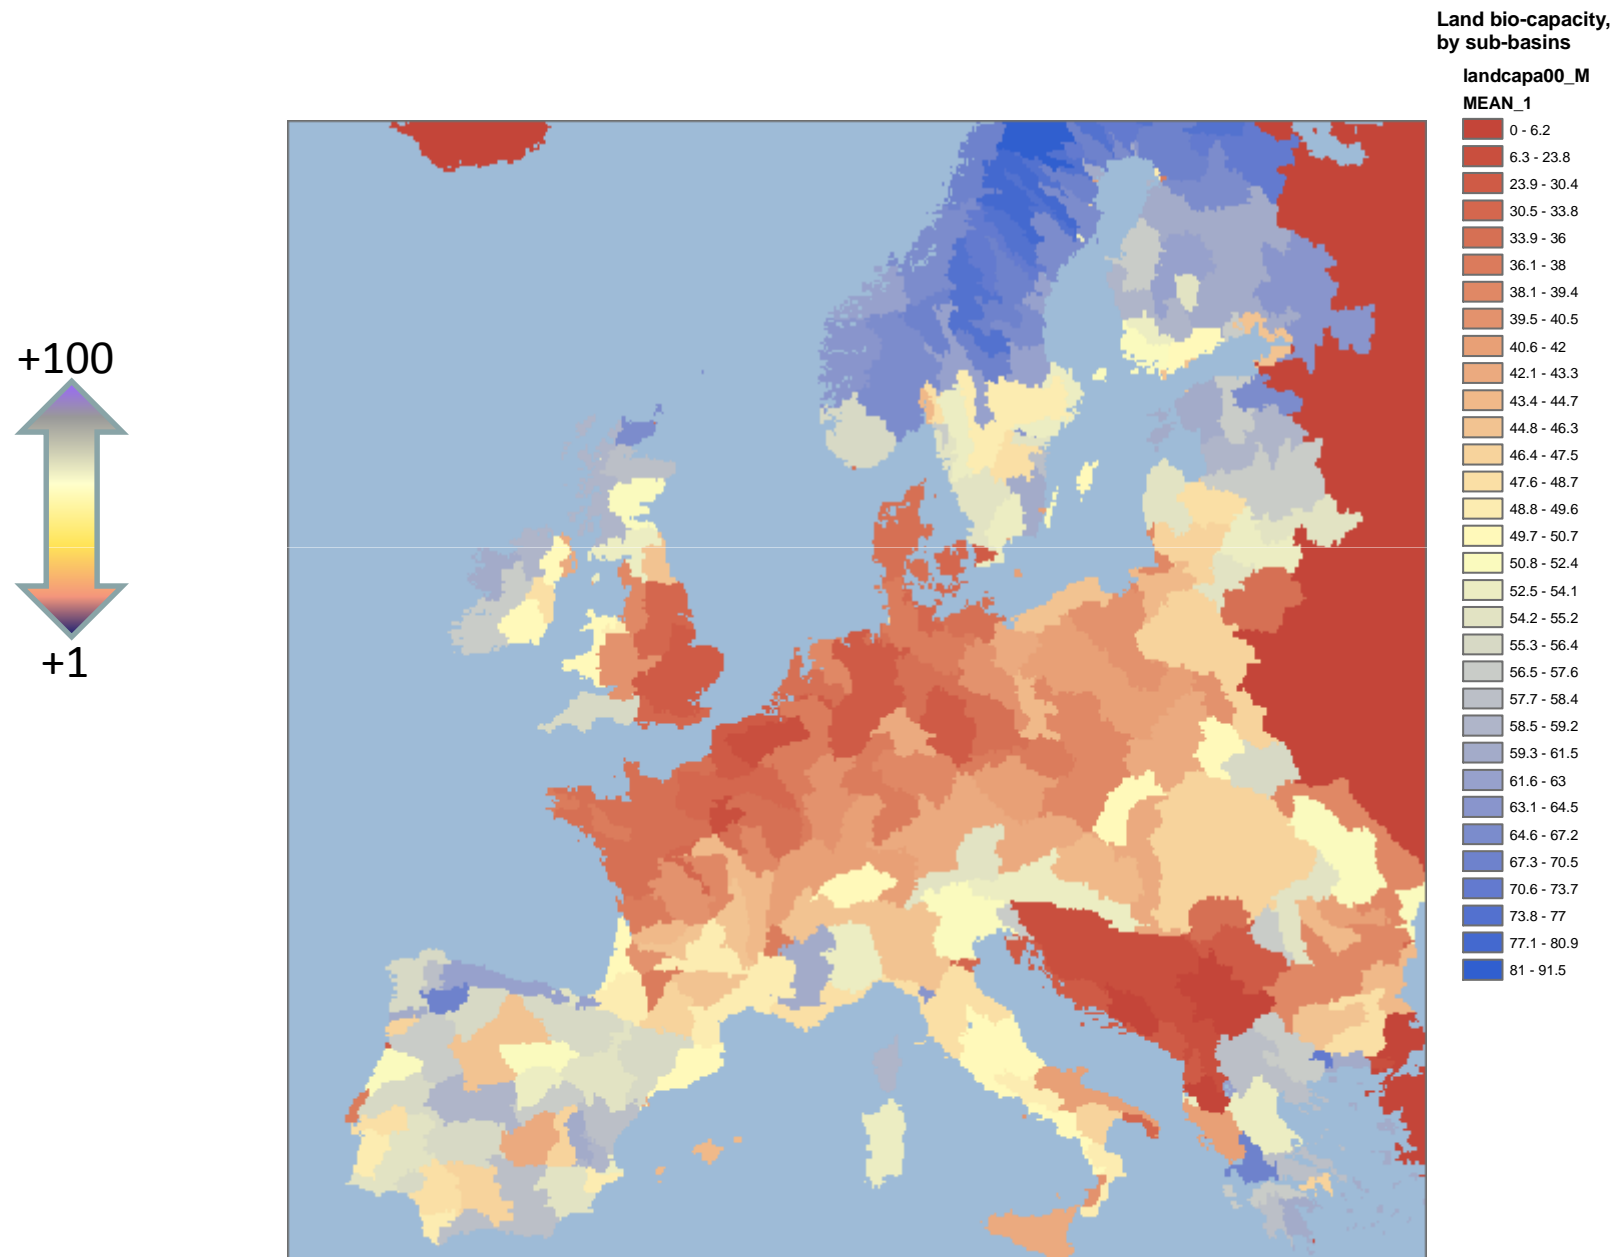 Land bio-capacity,
by sub-basins
landcapa00_M
MEAN_1
0 - 6.2
6.3 - 23.8
23.9 - 30.4
30.5 - 33.8
33.9 - 36
36.1 - 38
38.1 - 39.4
39.5 - 40.5
40.6 - 42
42.1 - 43.3
43.4 - 44.7
44.8 - 46.3
46.4 - 47.5
47.6 - 48.7
48.8 - 49.6
49.7 - 50.7
50.8 - 52.4
52.5 - 54.1
54.2 - 55.2
55.3 - 56.4
56.5 - 57.6
57.7 - 58.4
58.5 - 59.2
59.3 - 61.5
61.6 - 63
63.1 - 64.5
64.6 - 67.2
67.3 - 70.5
70.6 - 73.7
73.8 - 77
77.1 - 80.9
81 - 91.5
+100
+1